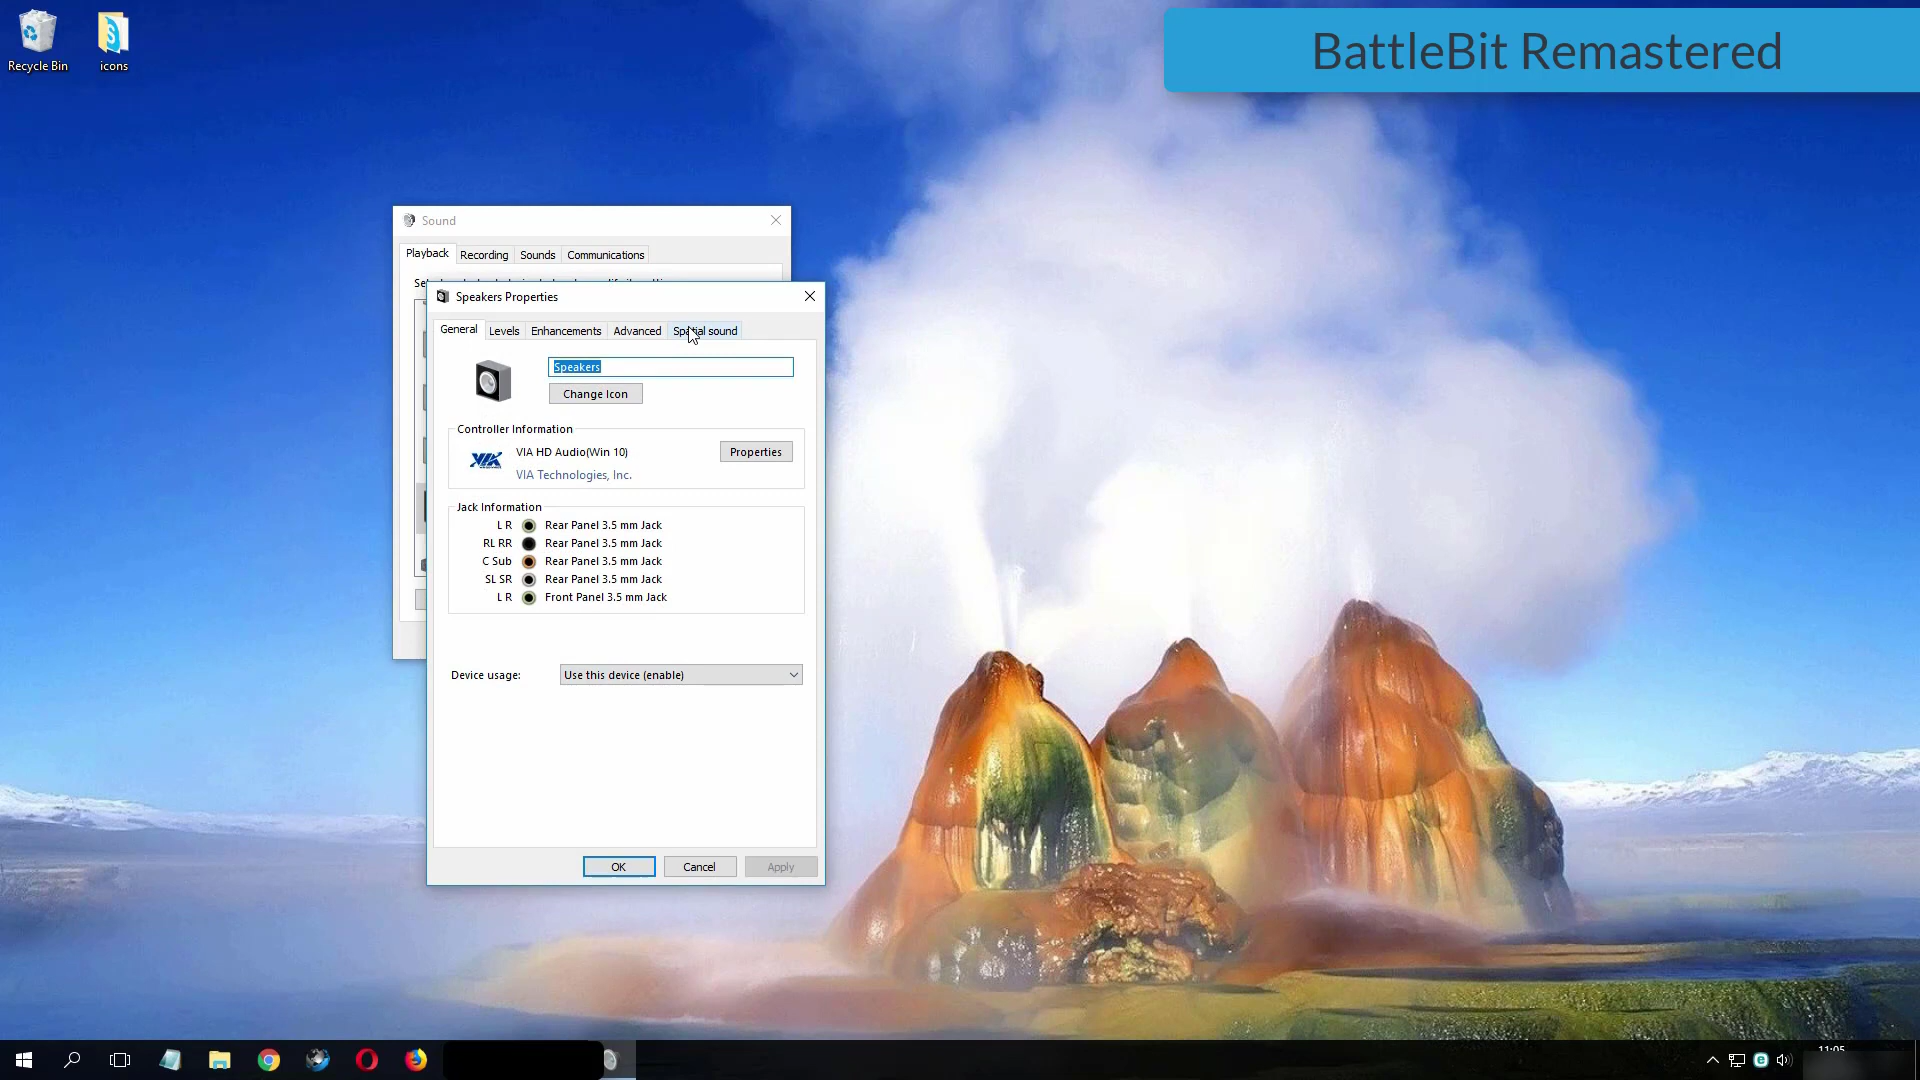 BattleBit Remastered
Recycle Bin
icons
Sound
Playback
Recording
Sounds
Communications
Speakers Properties
General
Levels
Enhancements
Advanced
Spatial sound
Speakers
Change Icon
Controller Information
VIA HD Audio(Win 10)
Properties
VIA Technologies, Inc.
Jack Information
L R Rear Panel 3.5 mm Jack
RL RR Rear Panel 3.5 mm Jack
C Sub Rear Panel 3.5 mm Jack
SL SR Rear Panel 3.5 mm Jack
L R Front Panel 3.5 mm Jack
Device usage: Use this device (enable)
OK
Cancel
Apply
11:05